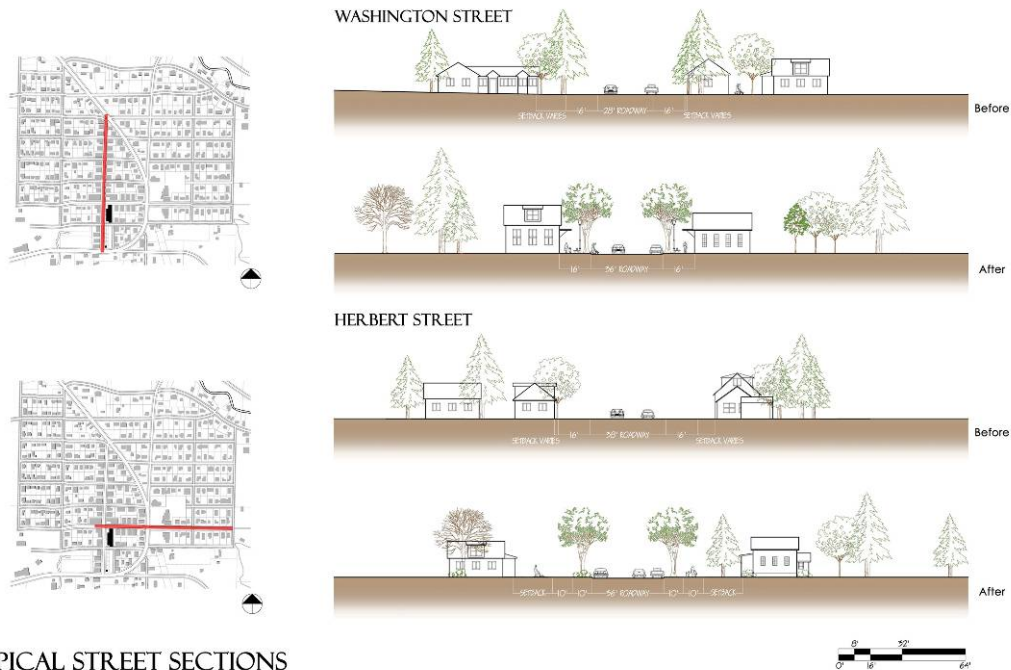 WASHINGTON STREET
Before
SETBACK VARIES 16' 28' ROADWAY 16' SETBACK VARIES
After
16' 36' ROADWAY 16'
HERBERT STREET
Before
SETBACK VARIES 16' 38' ROADWAY 16' SETBACK VARIES
After
SETBACK 10' 10' 36' ROADWAY 10' 10' SETBACK
PICAL STREET SECTIONS
8' 32'
0' 16' 64'